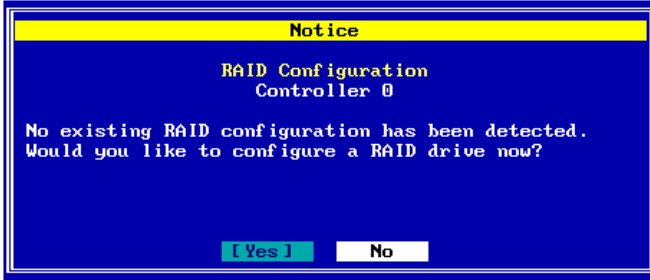 Notice
RAID Configuration
Controller 0
No existing RAID configuration has been detected.
Would you like to configure a RAID drive now?
[Yes] No